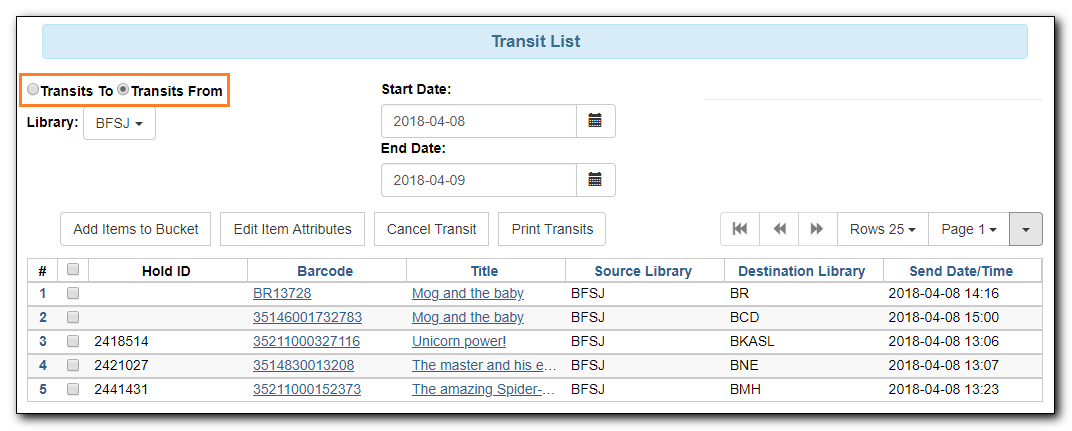 Transit List
Transits To Transits From
Library: BFSJ
Start Date:
2018-04-08
End Date:
2018-04-09
Add Items to Bucket Edit Item Attributes Cancel Transit Print Transits Rows 25 Page 1
# Hold ID Barcode Title Source Library Destination Library Send Date/Time
1 BR13728 Mog and the baby BFSJ BR 2018-04-08 14:16
2 35146001732783 Mog and the baby BFSJ BCD 2018-04-08 15:00
3 2418514 35211000327116 Unicorn power! BFSJ BKASL 2018-04-08 13:06
4 2421027 3514830013208 The master and his e... BFSJ BNE 2018-04-08 13:07
5 2441431 35211000152373 The amazing Spider-... BFSJ BMH 2018-04-08 13:23